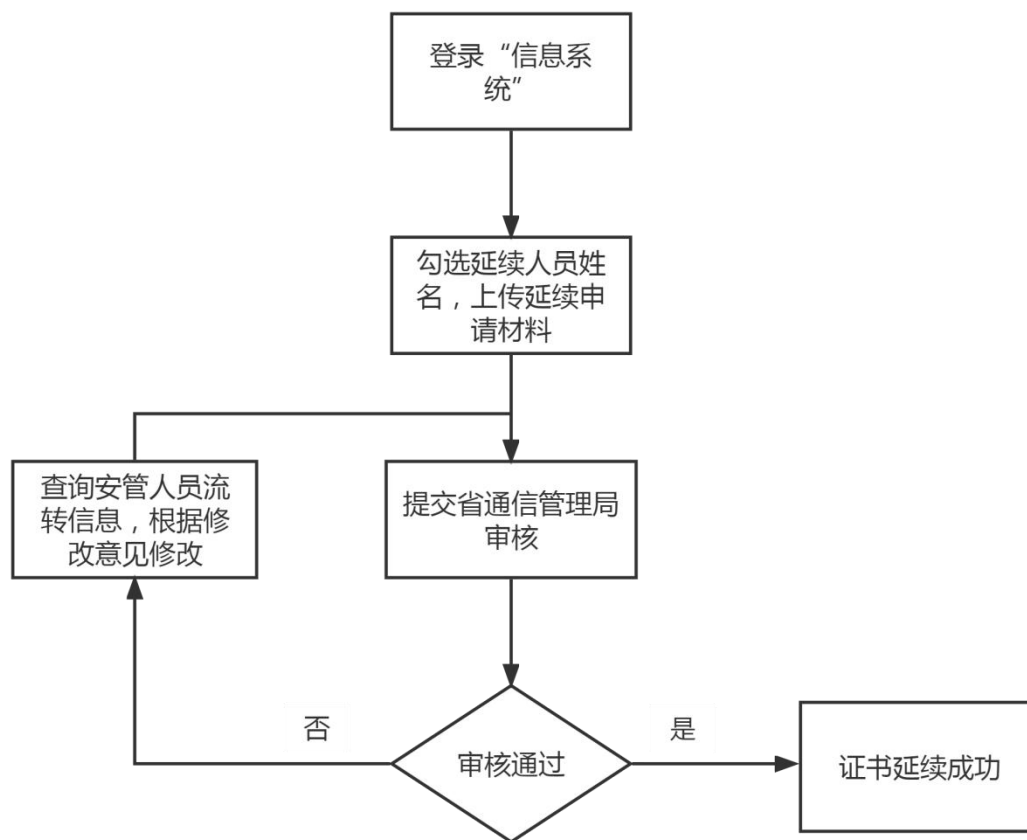 登录“信息系
统”
勾选延续人员姓
名，上传延续申
请材料
查询安管人员流
转信息，根据修
改意见修改
提交省通信管理局
审核
否
审核通过
是
证书延续成功